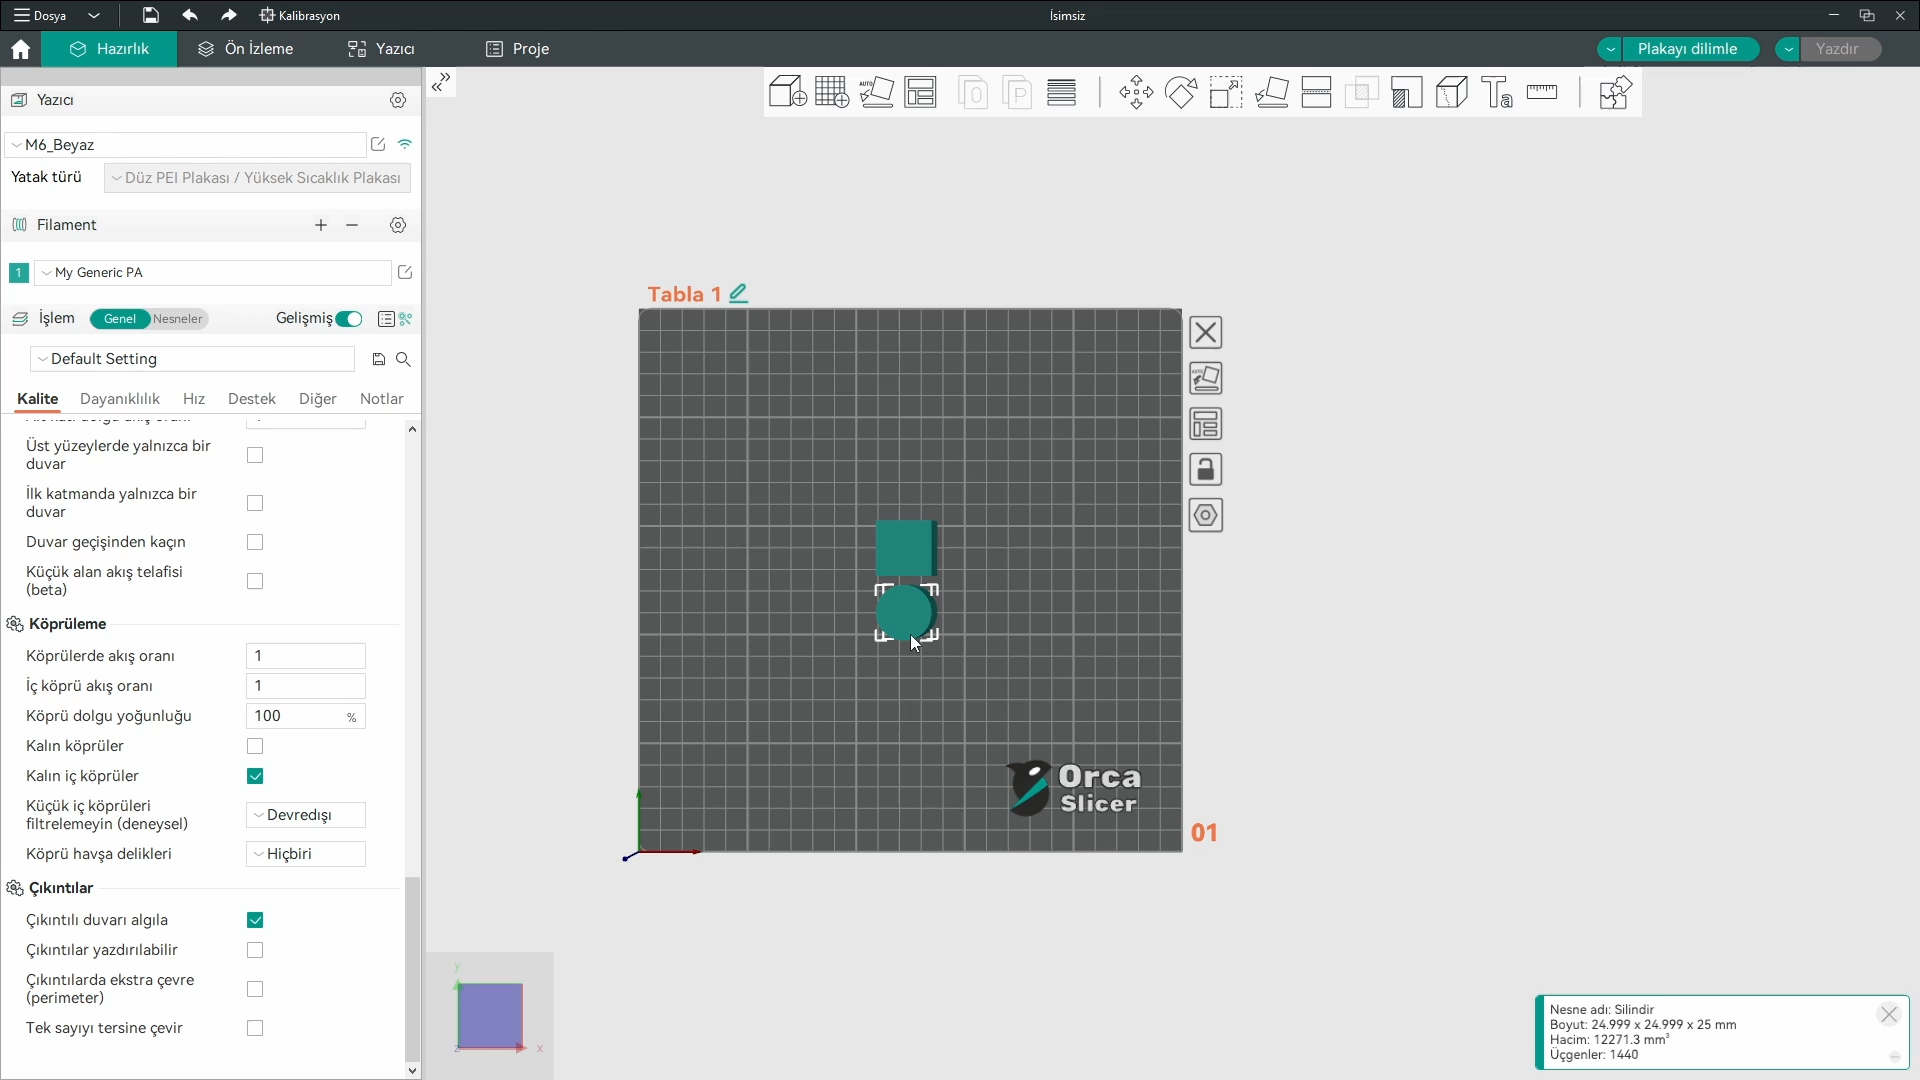 Dosya
Kalibrasyon
İsimsiz
Hazırlık
Ön İzleme
Yazıcı
Proje
Plakayı dilimle
Yazdır
Yazıcı
M6_Beyaz
Yatak türü
Düz PEI Plakası / Yüksek Sıcaklık Plakası
Filament
1
My Generic PA
İşlem
Genel
Nesneler
Gelişmiş
Default Setting
Kalite
Dayanıklılık
Hız
Destek
Diğer
Notlar
Üst yüzeylerde yalnızca bir
duvar
İlk katmanda yalnızca bir
duvar
Duvar geçişinden kaçın
Küçük alan akış telafisi
(beta)
Köprüleme
Köprülerde akış oranı
1
İç köprü akış oranı
1
Köprü dolgu yoğunluğu
100 %
Kalın köprüler
Kalın iç köprüler
Küçük iç köprüleri
filtrelemeyin (deneysel)
Devredışı
Köprü havşa delikleri
Hiçbiri
Çıkıntılar
Çıkıntılı duvarı algıla
Çıkıntılar yazdırılabilir
Çıkıntılarda ekstra çevre
(perimeter)
Tek sayıyı tersine çevir
AUTO
O
P
Ta
Tabla 1
AUTO
Orca
Slicer
01
y
z
x
Nesne adı: Silindir
Boyut: 24.999 x 24.999 x 25 mm
Hacim: 12271.3 mm³
Üçgenler: 1440